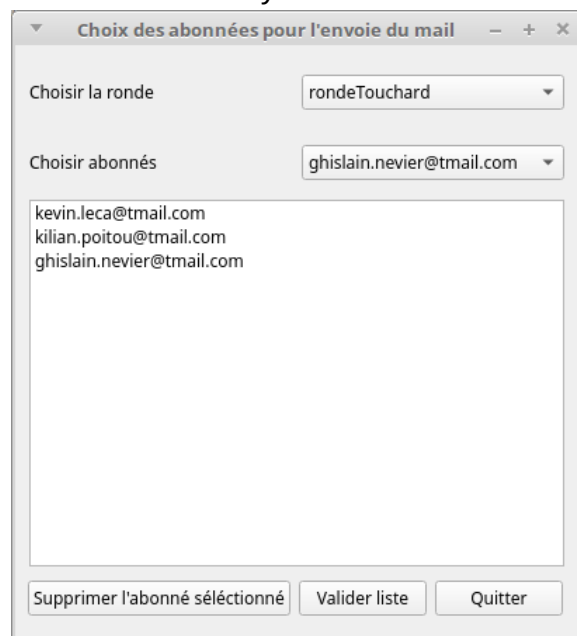 Choix des abonnées pour l'envoie du mail
Choisir la ronde
rondeTouchard
Choisir abonnés
ghislain.nevier@tmail.com
kevin.leca@tmail.com
kilian.poitou@tmail.com
ghislain.nevier@tmail.com
Supprimer l'abonné séléctionné
Valider liste
Quitter